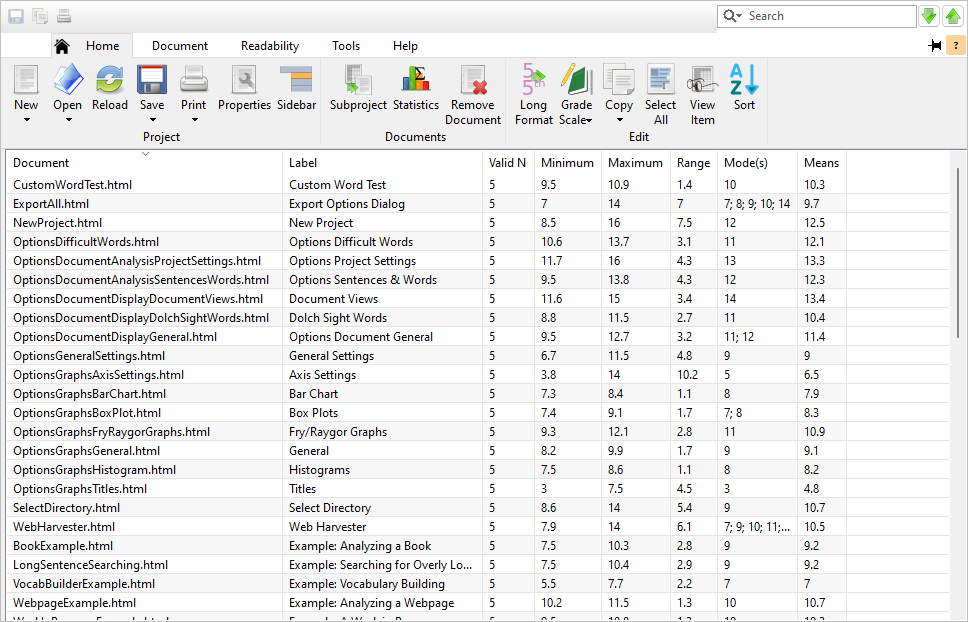 Search
Home Document Readability Tools Help
?
New Open Reload Save Print Properties Sidebar Subproject Statistics Remove Document Long Format Grade Scale Copy Select All View Item Sort
Project Documents Edit
Document Label Valid N Minimum Maximum Range Mode(s) Means
CustomWordTest.html Custom Word Test 5 9.5 10.9 1.4 10 10.3
ExportAll.html Export Options Dialog 5 7 14 7 7; 8; 9; 10; 14 9.7
NewProject.html New Project 5 8.5 16 7.5 12 12.5
OptionsDifficultWords.html Options Difficult Words 5 10.6 13.7 3.1 11 12.1
OptionsDocumentAnalysisProjectSettings.html Options Project Settings 5 11.7 16 4.3 13 13.3
OptionsDocumentAnalysisSentencesWords.html Options Sentences & Words 5 9.5 13.8 4.3 12 12.3
OptionsDocumentDisplayDocumentViews.html Document Views 5 11.6 15 3.4 14 13.4
OptionsDocumentDisplayDolchSightWords.html Dolch Sight Words 5 8.8 11.5 2.7 11 10.4
OptionsDocumentDisplayGeneral.html Options Document General 5 9.5 12.7 3.2 11; 12 11.4
OptionsGeneralSettings.html General Settings 5 6.7 11.5 4.8 9 9
OptionsGraphsAxisSettings.html Axis Settings 5 3.8 14 10.2 5 6.5
OptionsGraphsBarChart.html Bar Chart 5 7.3 8.4 1.1 8 7.9
OptionsGraphsBoxPlot.html Box Plots 5 7.4 9.1 1.7 7; 8 8.3
OptionsGraphsFryRaygorGraphs.html Fry/Raygor Graphs 5 9.3 12.1 2.8 11 10.9
OptionsGraphsGeneral.html General 5 8.2 9.9 1.7 9 9.1
OptionsGraphsHistogram.html Histograms 5 7.5 8.6 1.1 8 8.2
OptionsGraphsTitles.html Titles 5 3 7.5 4.5 3 4.8
SelectDirectory.html Select Directory 5 8.6 14 5.4 9 10.7
WebHarvester.html Web Harvester 5 7.9 14 6.1 7; 9; 10; 11;... 10.5
BookExample.html Example: Analyzing a Book 5 7.5 10.3 2.8 9 9.2
LongSentenceSearching.html Example: Searching for Overly Lo... 5 7.5 10.4 2.9 9 9.2
VocabBuilderExample.html Example: Vocabulary Building 5 5.5 7.7 2.2 7 7
WebpageExample.html Example: Analyzing a Webpage 5 10.2 11.5 1.3 10 10.7